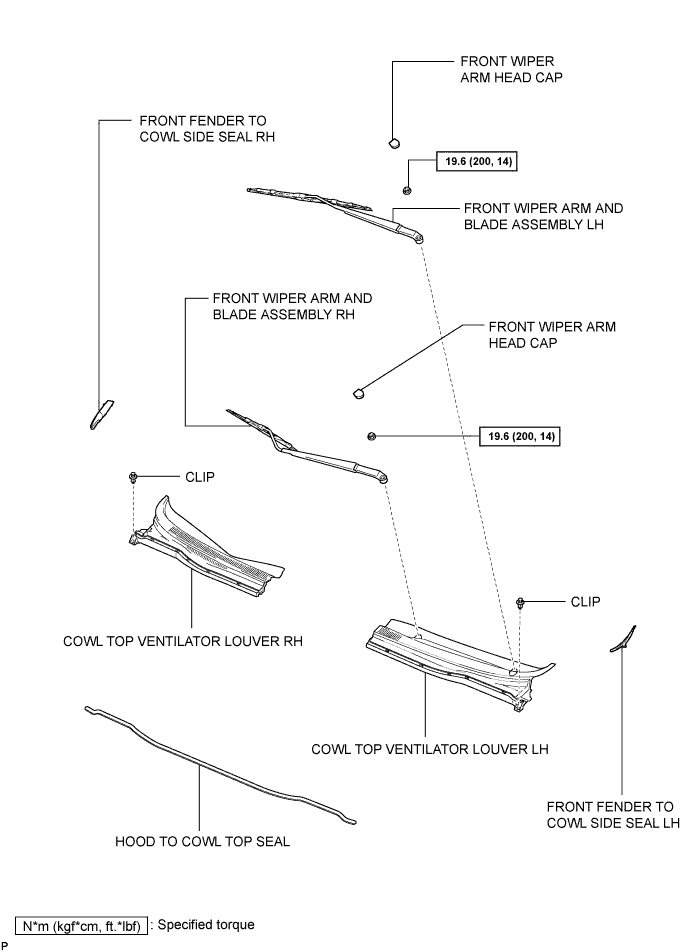 FRONT WIPER
ARM HEAD CAP
FRONT FENDER TO
COWL SIDE SEAL RH
19.6 (200, 14)
FRONT WIPER ARM AND
BLADE ASSEMBLY LH
FRONT WIPER ARM AND
BLADE ASSEMBLY RH
FRONT WIPER ARM
HEAD CAP
19.6 (200, 14)
CLIP
CLIP
COWL TOP VENTILATOR LOUVER RH
COWL TOP VENTILATOR LOUVER LH
FRONT FENDER TO
COWL SIDE SEAL LH
HOOD TO COWL TOP SEAL
N*m (kgf*cm, ft.*lbf) : Specified torque
P